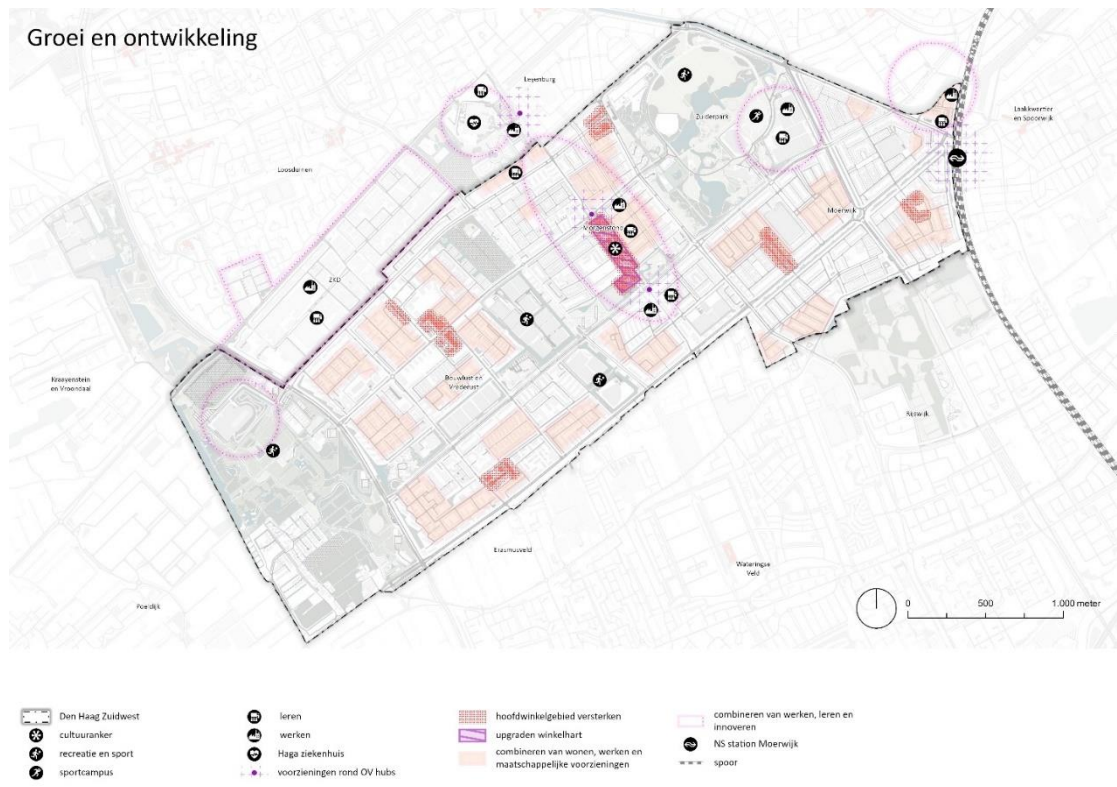 Groei en ontwikkeling
Leyenburg
Zuiderpark
Laakkwartier
en Spoorwijk
Loosduinen
Moerwijk
Morgenstond
ZKD
Kraayenstein
en Vroondaal
Bouwlust en
Vrederust
Rijswijk
Erasmusveld
Wateringse
Veld
Poeldijk
0 500 1.000 meter
Den Haag Zuidwest
cultuuranker
recreatie en sport
sportcampus
leren
werken
Haga ziekenhuis
voorzieningen rond OV hubs
hoofdwinkelgebied versterken
upgraden winkelhart
combineren van wonen, werken en
maatschappelijke voorzieningen
combineren van werken, leren en
innoveren
NS station Moerwijk
spoor